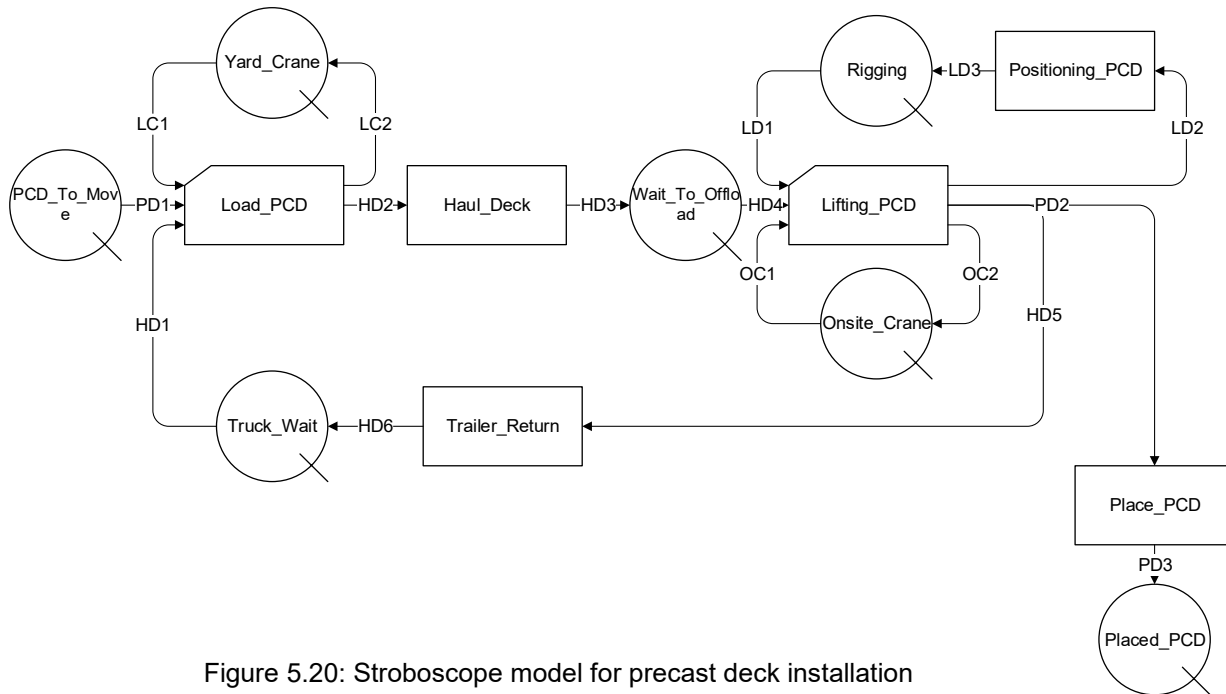 Yard_Crane
Rigging
LD3
Positioning_PCD
LC1
LC2
LD1
LD2
PCD_To_Mov
e
PD1
Load_PCD
HD2
Haul_Deck
HD3
Wait_To_Offlo
ad
HD4
Lifting_PCD
PD2
OC1
OC2
HD1
Onsite_Crane
HD5
Truck_Wait
HD6
Trailer_Return
Place_PCD
PD3
Placed_PCD
Figure 5.20: Stroboscope model for precast deck installation